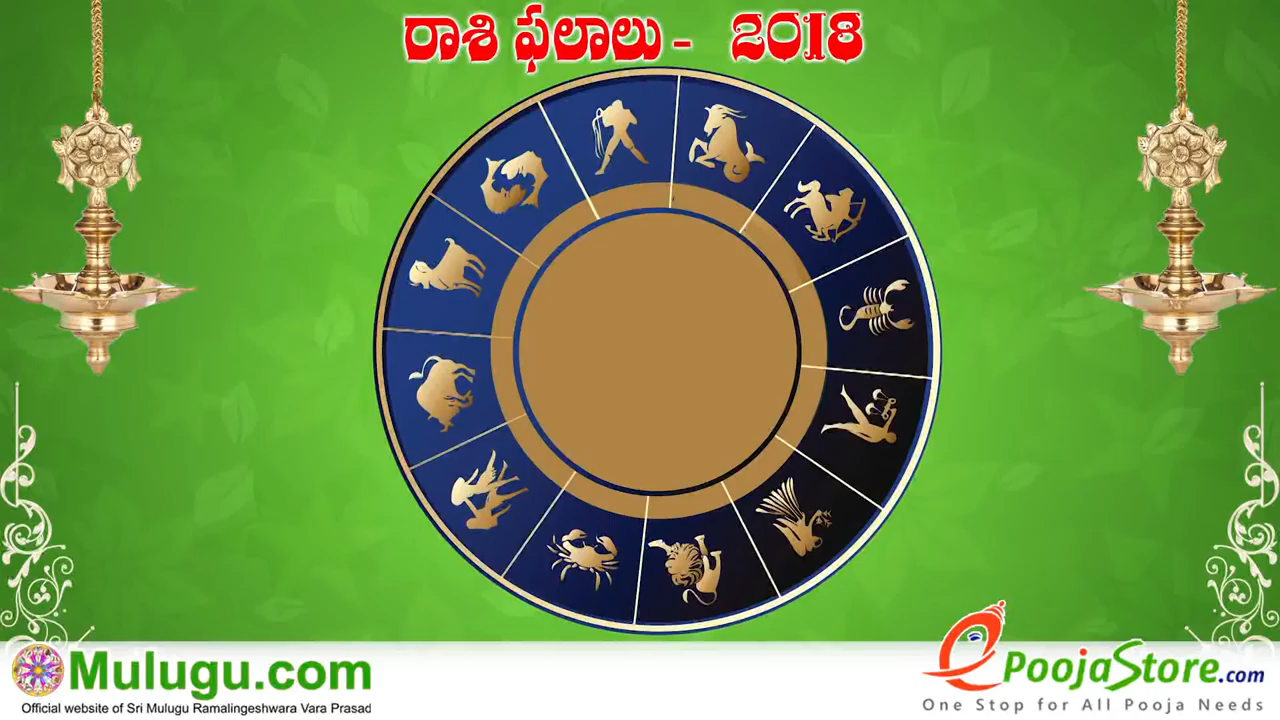 రాశి ఫలాలు - 2018
Mulugu.com
Official website of Sri Mulugu Ramalingeshwara Vara Prasad
ePoojaStore.com
One Stop for All Pooja Needs